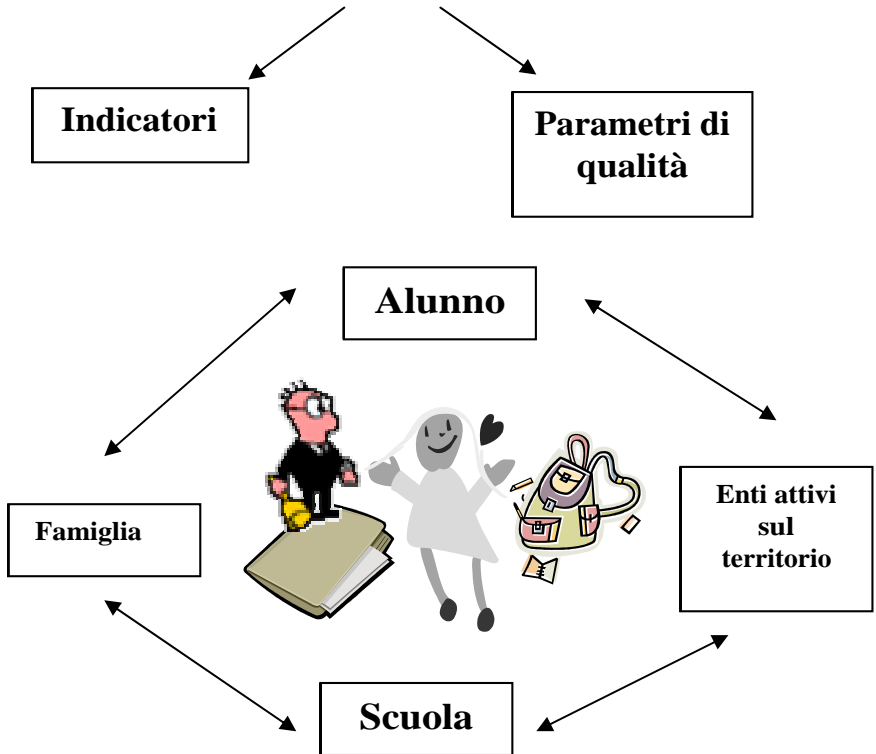 Indicatori
Parametri di
qualità
Alunno
Famiglia
Enti attivi
sul
territorio
Scuola